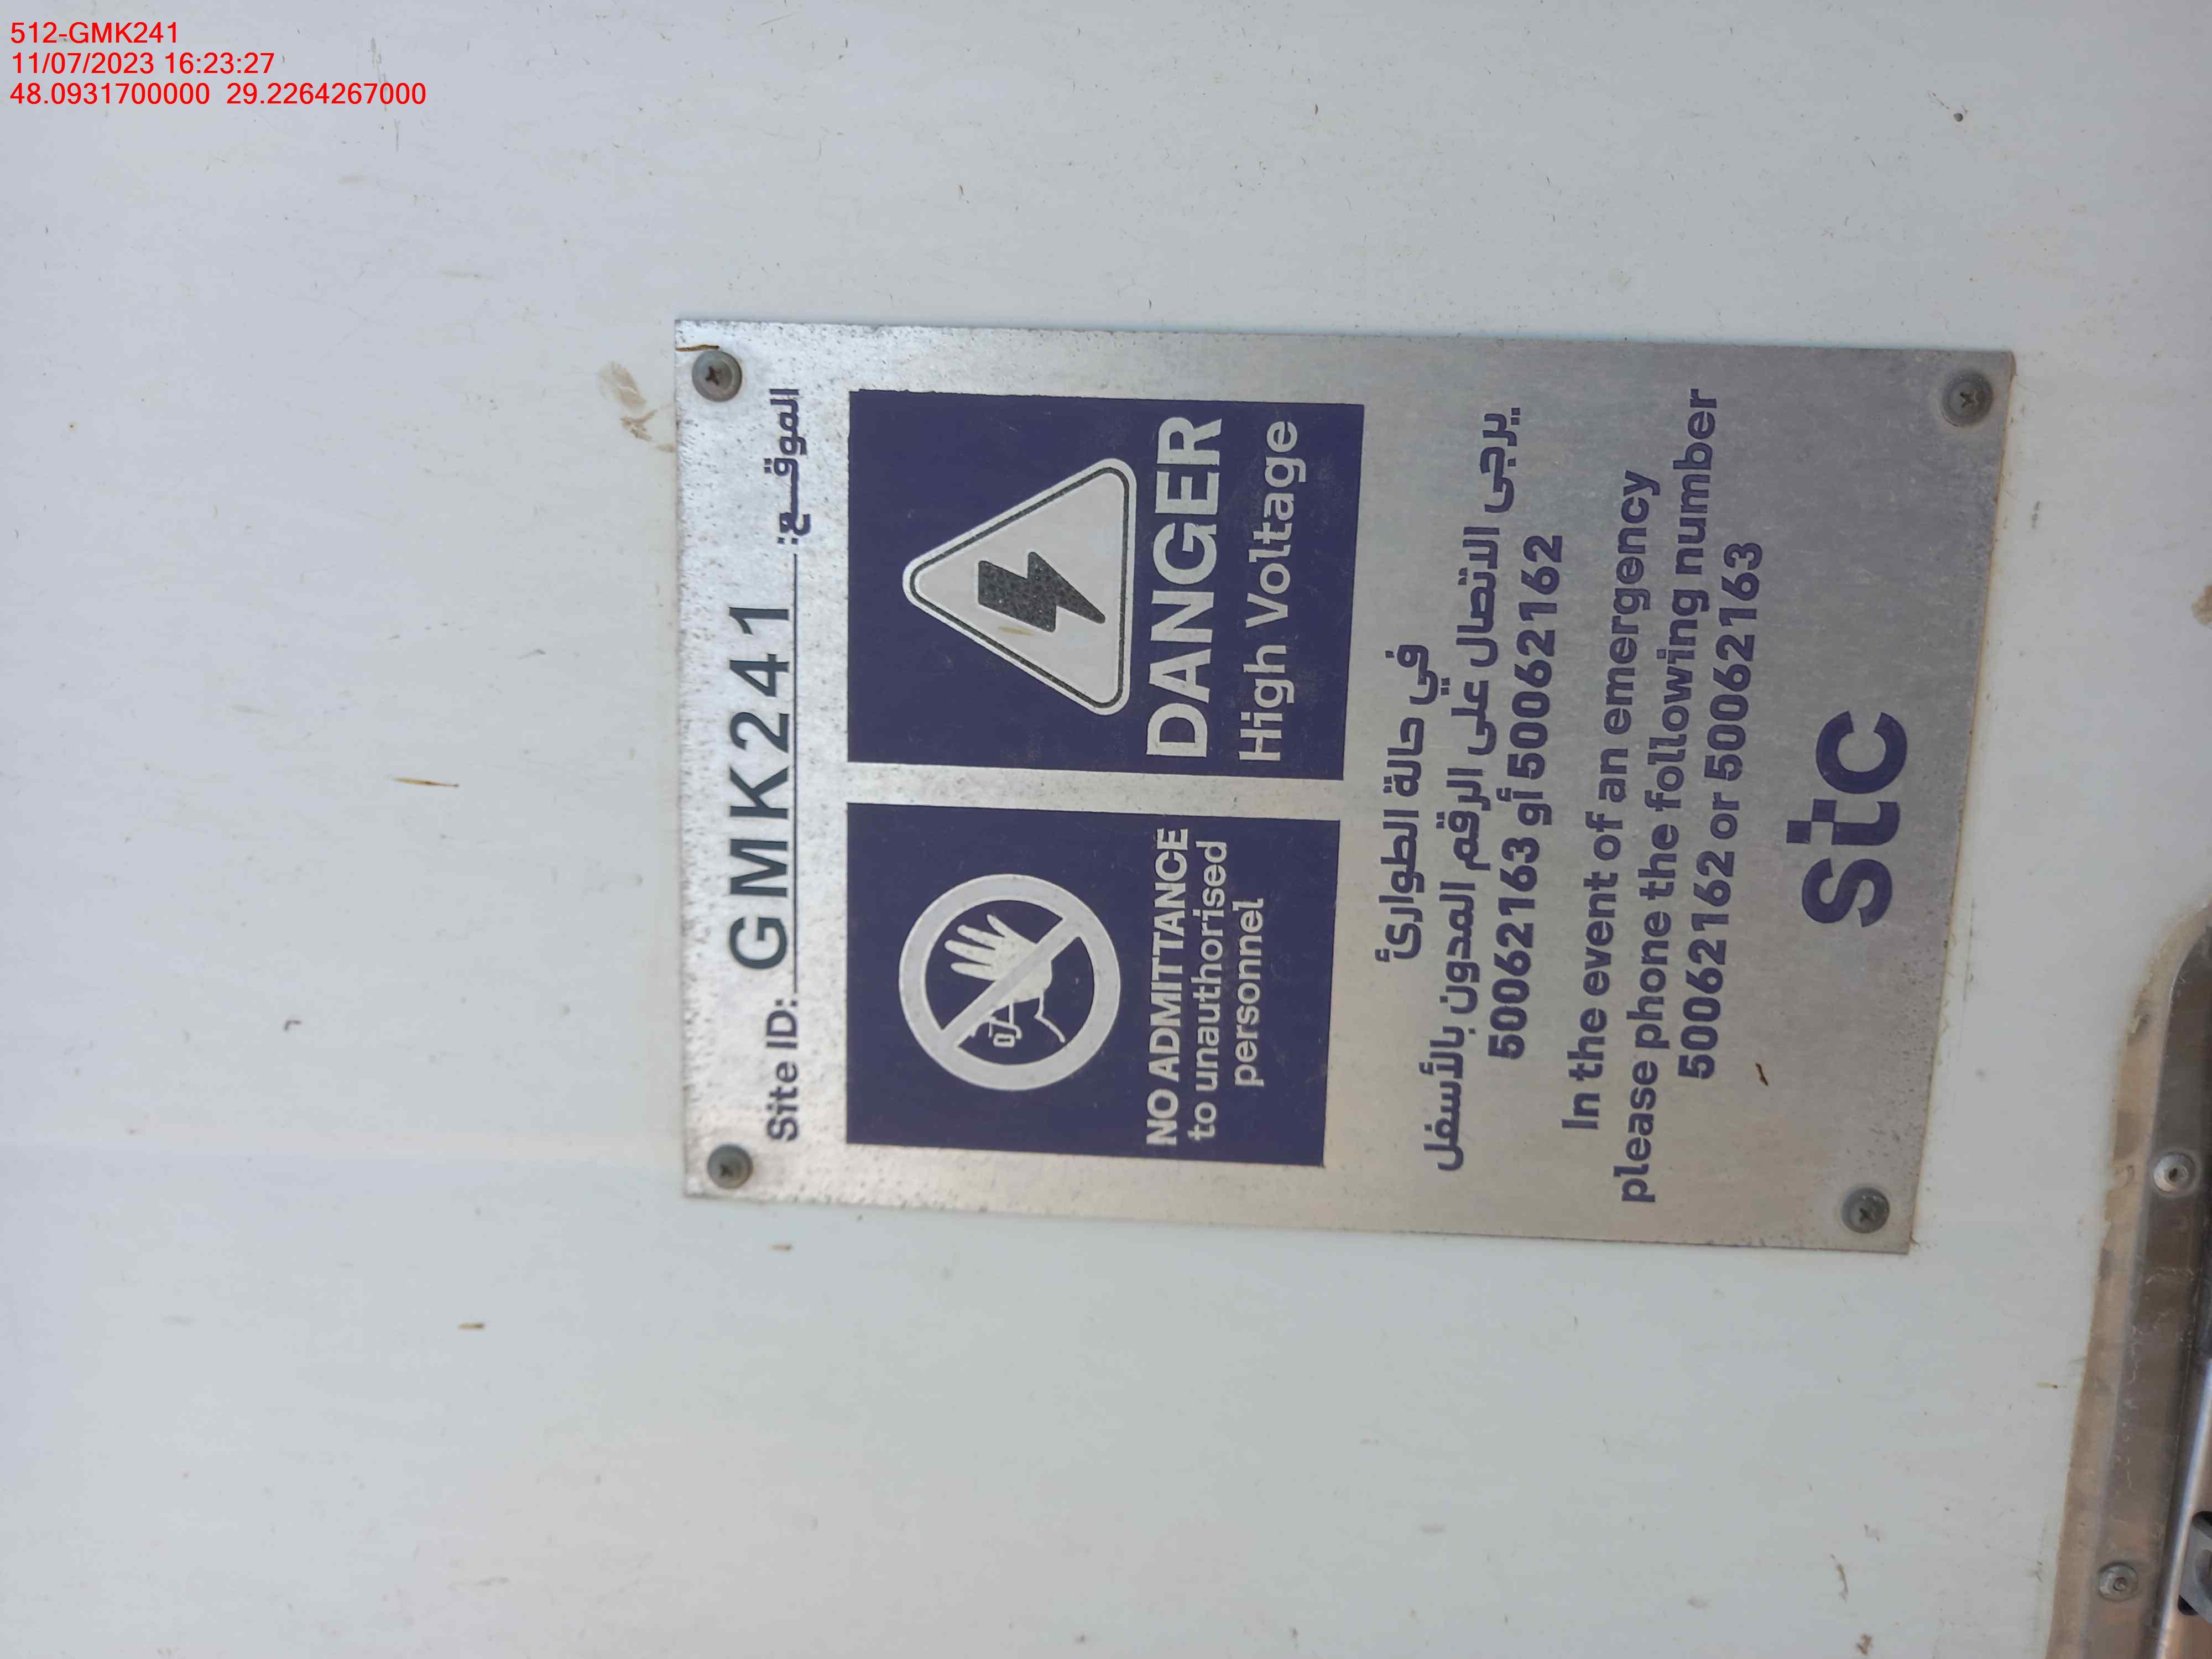 512-GMK241
11/07/2023 16:23:27
48.0931700000 29.2264267000
Site ID: GMK241 الموقـع:
NO ADMITTANCE
to unauthorised
personnel
DANGER
High Voltage
في حالة الطوارئ
يرجى الاتصال على الرقم المدون بالأسفل
50062163 أو 50062162
In the event of an emergency
please phone the following number
50062162 or 50062163
stc